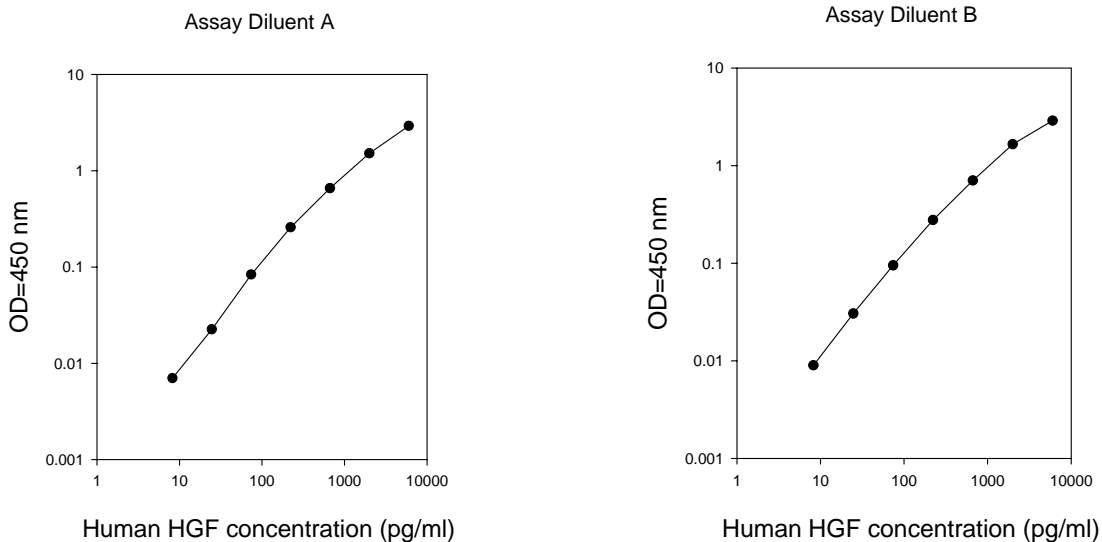 Assay Diluent A
10
1
0.1
0.01
0.001
OD=450 nm
1 10 100 1000 10000
Human HGF concentration (pg/ml)
Assay Diluent B
10
1
0.1
0.01
0.001
OD=450 nm
1 10 100 1000 10000
Human HGF concentration (pg/ml)